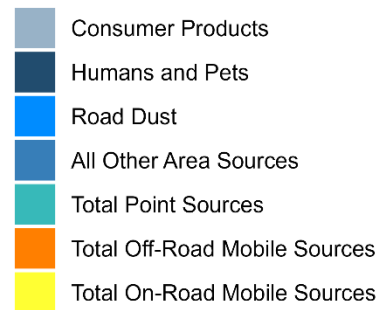 Consumer Products
Humans and Pets
Road Dust
All Other Area Sources
Total Point Sources
Total Off-Road Mobile Sources
Total On-Road Mobile Sources